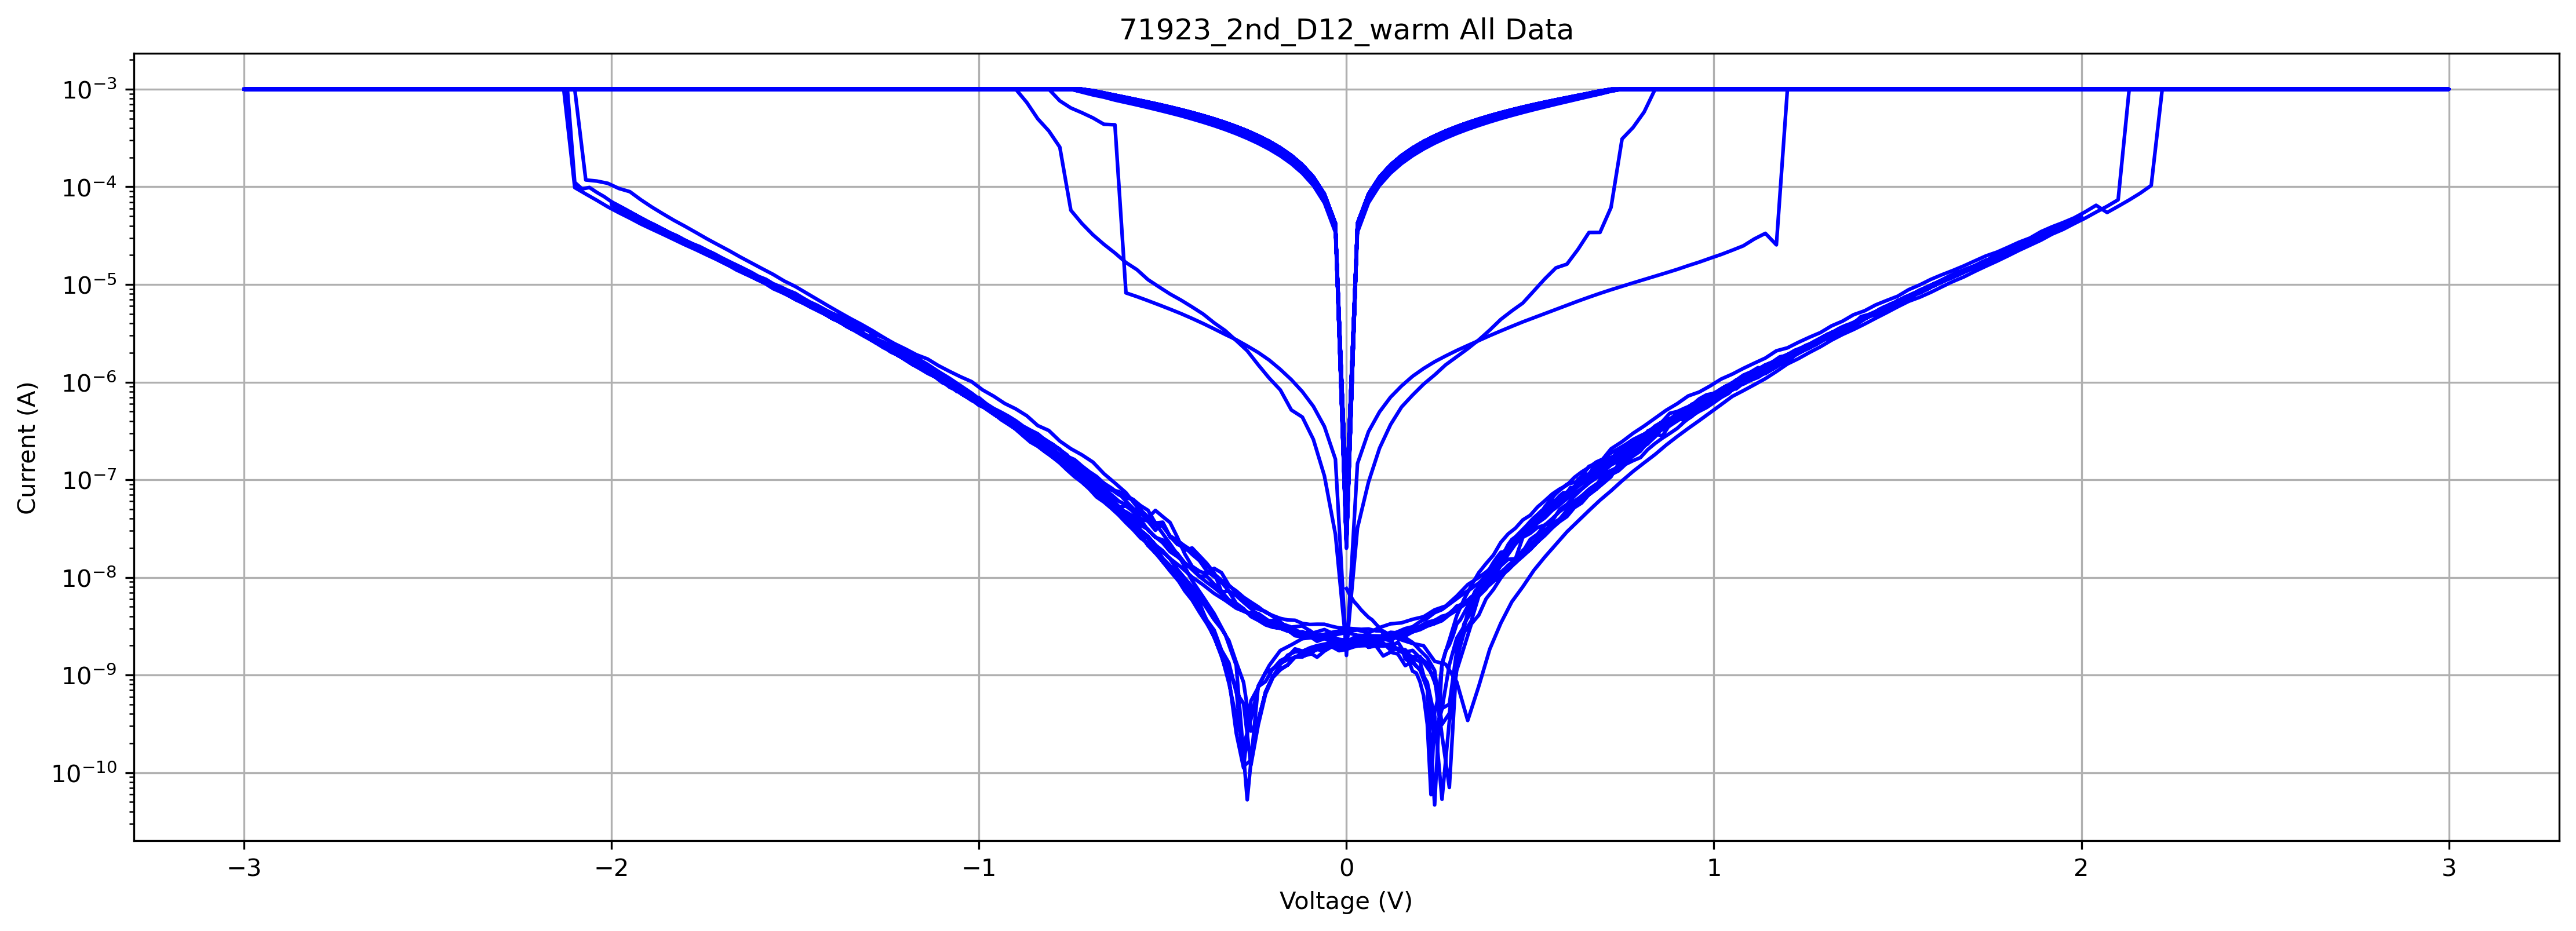 71923_2nd_D12_warm All Data
Current (A)
10⁻³
10⁻⁴
10⁻⁵
10⁻⁶
10⁻⁷
10⁻⁸
10⁻⁹
10⁻¹⁰
−3 −2 −1 0 1 2 3
Voltage (V)